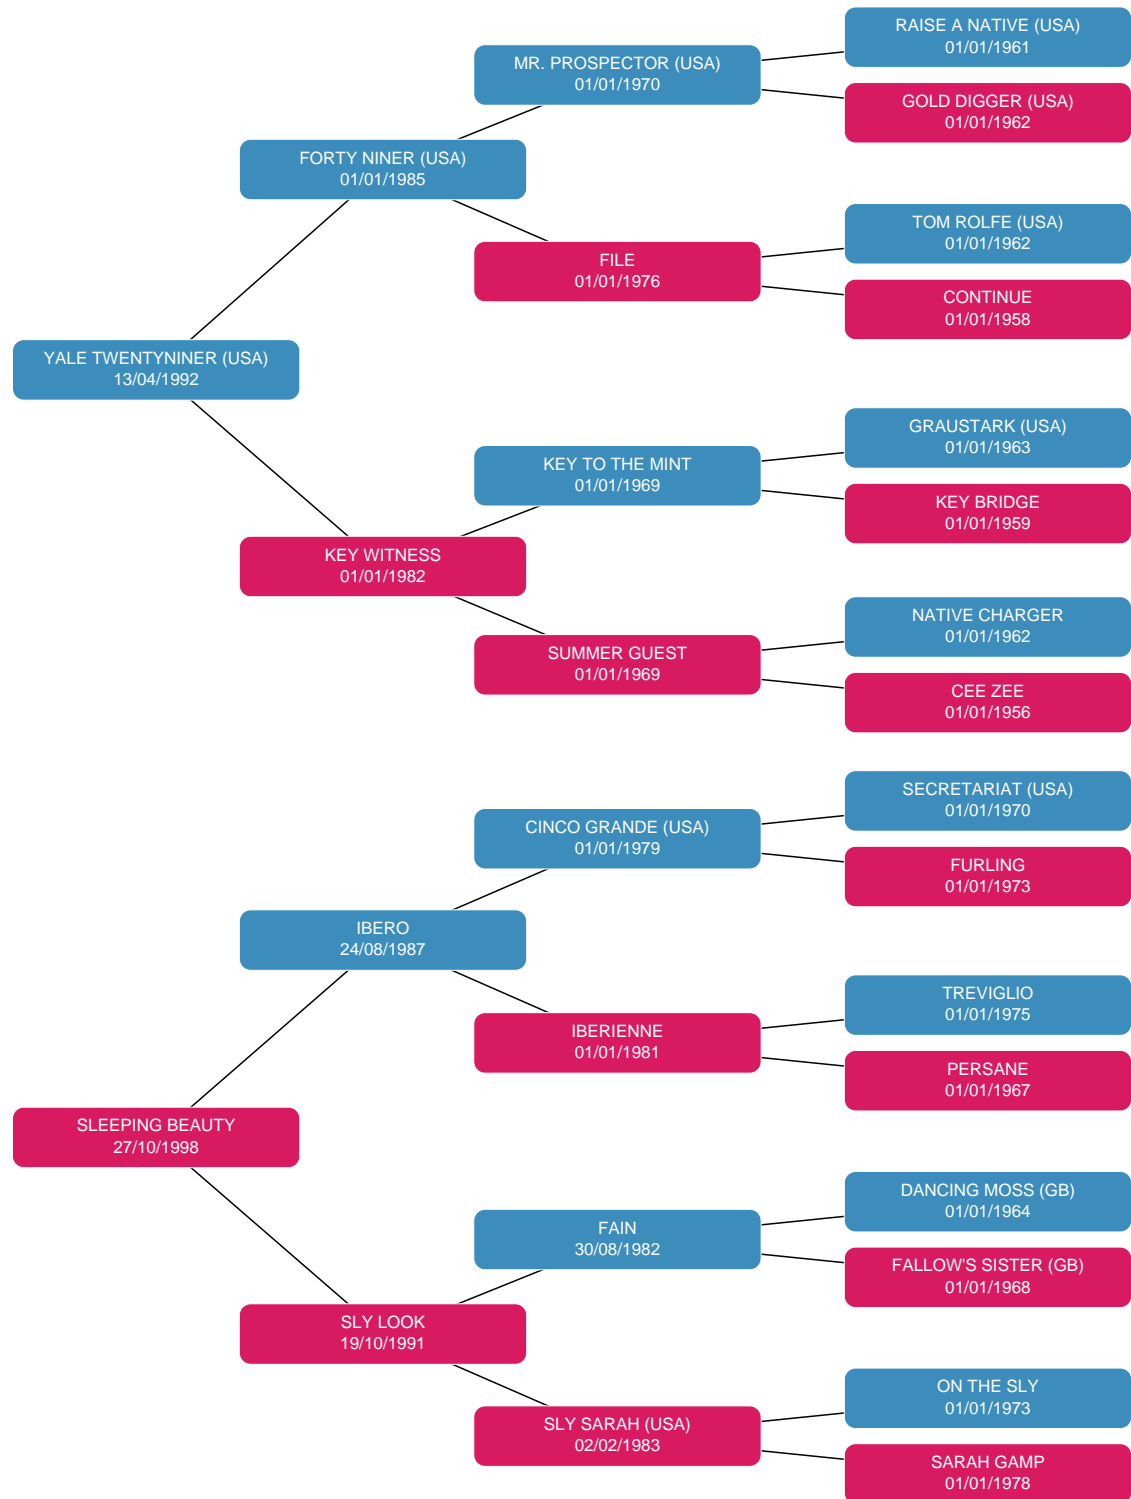 RAISE A NATIVE (USA)
01/01/1961
MR. PROSPECTOR (USA)
01/01/1970
GOLD DIGGER (USA)
01/01/1962
FORTY NINER (USA)
01/01/1985
TOM ROLFE (USA)
01/01/1962
FILE
01/01/1976
CONTINUE
01/01/1958
YALE TWENTYNINER (USA)
13/04/1992
GRAUSTARK (USA)
01/01/1963
KEY TO THE MINT
01/01/1969
KEY BRIDGE
01/01/1959
KEY WITNESS
01/01/1982
NATIVE CHARGER
01/01/1962
SUMMER GUEST
01/01/1969
CEE ZEE
01/01/1956
SECRETARIAT (USA)
01/01/1970
CINCO GRANDE (USA)
01/01/1979
FURLING
01/01/1973
IBERO
24/08/1987
TREVIGLIO
01/01/1975
IBERIENNE
01/01/1981
PERSANE
01/01/1967
SLEEPING BEAUTY
27/10/1998
DANCING MOSS (GB)
01/01/1964
FAIN
30/08/1982
FALLOW'S SISTER (GB)
01/01/1968
SLY LOOK
19/10/1991
ON THE SLY
01/01/1973
SLY SARAH (USA)
02/02/1983
SARAH GAMP
01/01/1978